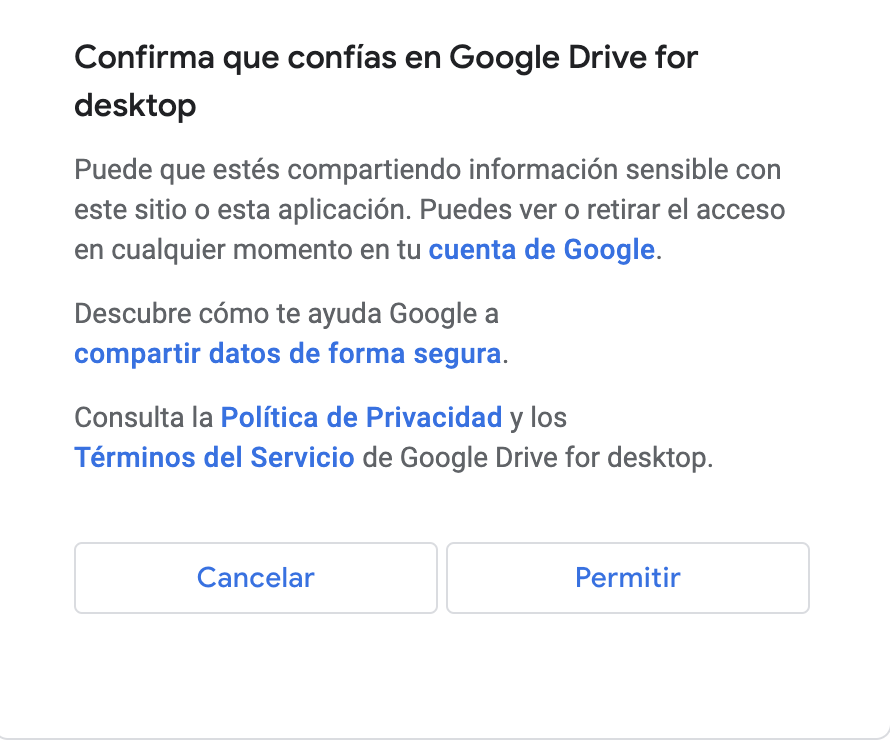 Confirma que confías en Google Drive for
desktop
Puede que estés compartiendo información sensible con
este sitio o esta aplicación. Puedes ver o retirar el acceso
en cualquier momento en tu cuenta de Google.
Descubre cómo te ayuda Google a
compartir datos de forma segura.
Consulta la Política de Privacidad y los
Términos del Servicio de Google Drive for desktop.
Cancelar
Permitir